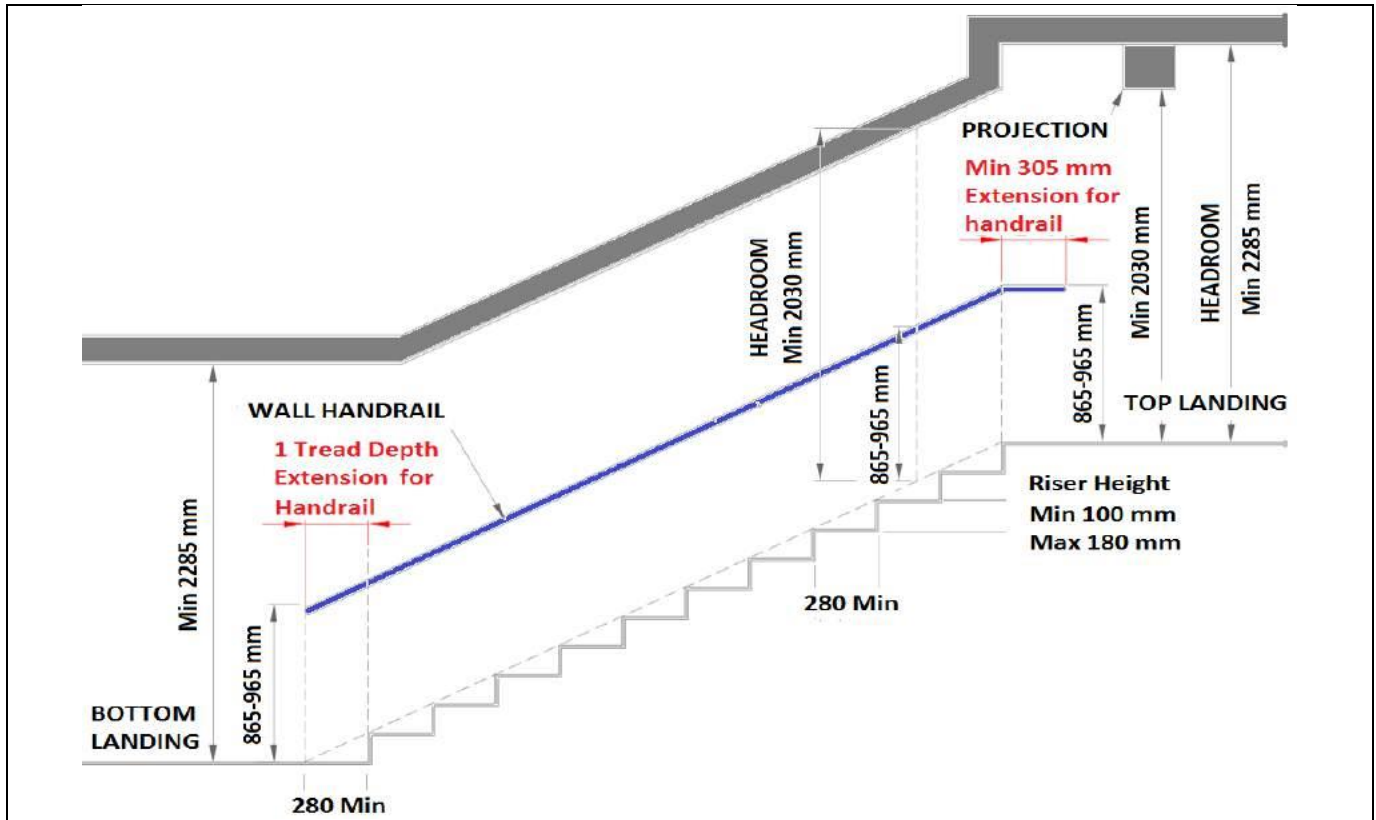 PROJECTION
Min 305 mm
Extension for
handrail
HEADROOM
Min 2030 mm
Min 2030 mm
HEADROOM
Min 2285 mm
WALL HANDRAIL
1 Tread Depth
Extension for
Handrail
865-965 mm
865-965 mm
TOP LANDING
Riser Height
Min 100 mm
Max 180 mm
Min 2285 mm
865-965 mm
280 Min
BOTTOM
LANDING
280 Min